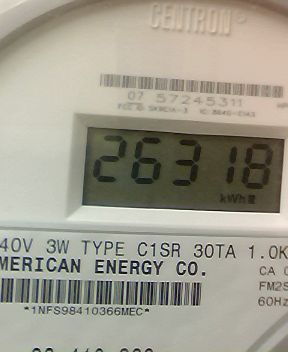 CENTRON®
07 57245311
26318
kWh
40V 3W TYPE C1SR 30TA 1.0K
MERICAN ENERGY CO.
CA 0
FM2S
60Hz
*1NFS98410366MEC*